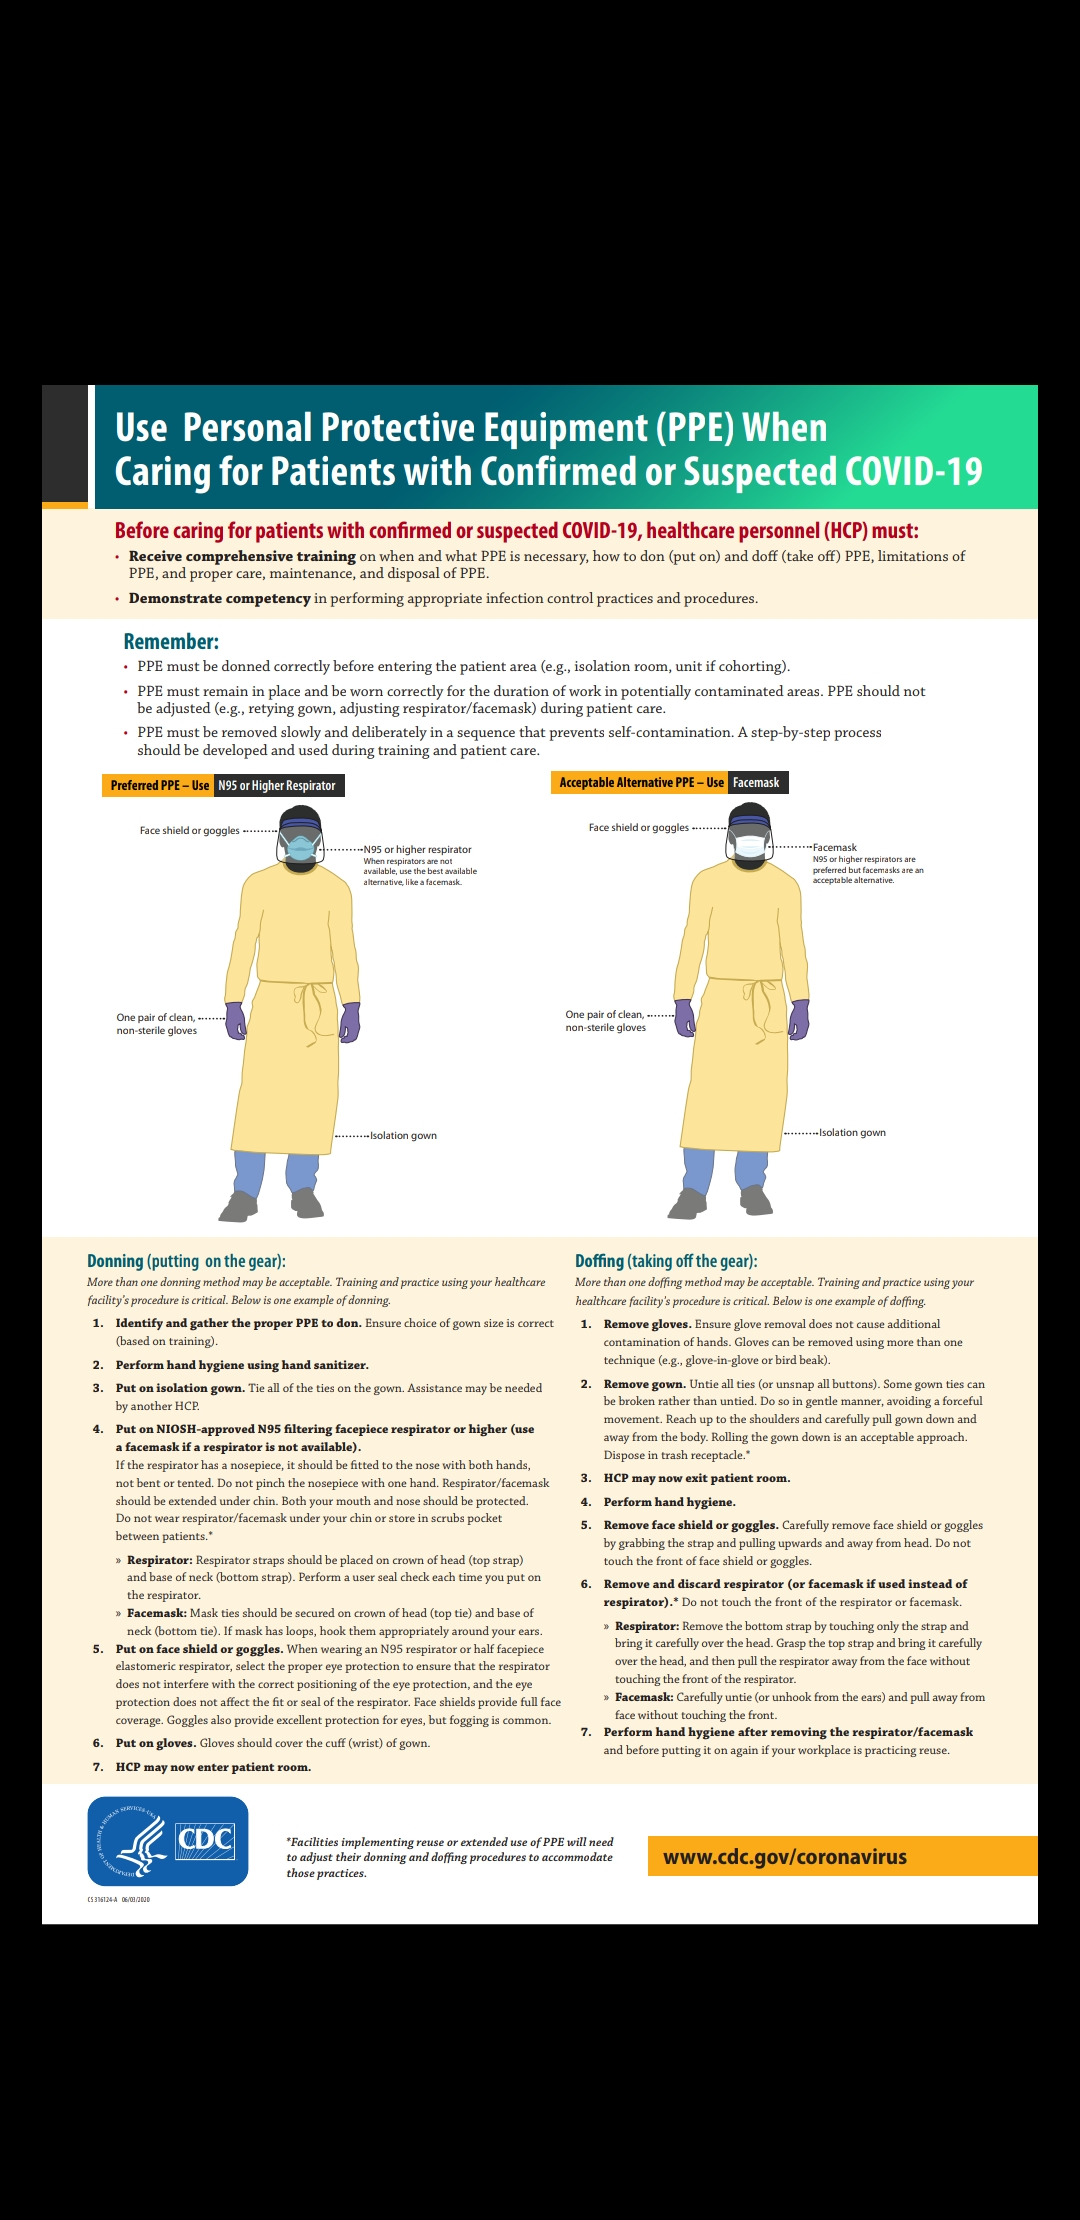 Use Personal Protective Equipment (PPE) When
Caring for Patients with Confirmed or Suspected COVID-19
Before caring for patients with confirmed or suspected COVID-19, healthcare personnel (HCP) must:
• Receive comprehensive training on when and what PPE is necessary, how to don (put on) and doff (take off) PPE, limitations of
PPE, and proper care, maintenance, and disposal of PPE.
• Demonstrate competency in performing appropriate infection control practices and procedures.
Remember:
• PPE must be donned correctly before entering the patient area (e.g., isolation room, unit if cohorting).
• PPE must remain in place and be worn correctly for the duration of work in potentially contaminated areas. PPE should not
be adjusted (e.g., retying gown, adjusting respirator/facemask) during patient care.
• PPE must be removed slowly and deliberately in a sequence that prevents self-contamination. A step-by-step process
should be developed and used during training and patient care.
Preferred PPE – Use N95 or Higher Respirator
Face shield or goggles
N95 or higher respirator
When respirators are not
available, use the best available
alternative, like a facemask.
One pair of clean,
non-sterile gloves
Isolation gown
Acceptable Alternative PPE – Use Facemask
Face shield or goggles
Facemask
N95 or higher respirators are
preferred but facemasks are an
acceptable alternative.
One pair of clean,
non-sterile gloves
Isolation gown
Donning (putting on the gear):
More than one donning method may be acceptable. Training and practice using your healthcare
facility's procedure is critical. Below is one example of donning.
1. Identify and gather the proper PPE to don. Ensure choice of gown size is correct
(based on training).
2. Perform hand hygiene using hand sanitizer.
3. Put on isolation gown. Tie all of the ties on the gown. Assistance may be needed
by another HCP.
4. Put on NIOSH-approved N95 filtering facepiece respirator or higher (use
a facemask if a respirator is not available).
If the respirator has a nosepiece, it should be fitted to the nose with both hands,
not bent or tented. Do not pinch the nosepiece with one hand. Respirator/facemask
should be extended under chin. Both your mouth and nose should be protected.
Do not wear respirator/facemask under your chin or store in scrubs pocket
between patients.*
» Respirator: Respirator straps should be placed on crown of head (top strap)
and base of neck (bottom strap). Perform a user seal check each time you put on
the respirator.
» Facemask: Mask ties should be secured on crown of head (top tie) and base of
neck (bottom tie). If mask has loops, hook them appropriately around your ears.
5. Put on face shield or goggles. When wearing an N95 respirator or half facepiece
elastomeric respirator, select the proper eye protection to ensure that the respirator
does not interfere with the correct positioning of the eye protection, and the eye
protection does not affect the fit or seal of the respirator. Face shields provide full face
coverage. Goggles also provide excellent protection for eyes, but fogging is common.
6. Put on gloves. Gloves should cover the cuff (wrist) of gown.
7. HCP may now enter patient room.
Doffing (taking off the gear):
More than one doffing method may be acceptable. Training and practice using your
healthcare facility's procedure is critical. Below is one example of doffing.
1. Remove gloves. Ensure glove removal does not cause additional
contamination of hands. Gloves can be removed using more than one
technique (e.g., glove-in-glove or bird beak).
2. Remove gown. Untie all ties (or unsnap all buttons). Some gown ties can
be broken rather than untied. Do so in gentle manner, avoiding a forceful
movement. Reach up to the shoulders and carefully pull gown down and
away from the body. Rolling the gown down is an acceptable approach.
Dispose in trash receptacle.*
3. HCP may now exit patient room.
4. Perform hand hygiene.
5. Remove face shield or goggles. Carefully remove face shield or goggles
by grabbing the strap and pulling upwards and away from head. Do not
touch the front of face shield or goggles.
6. Remove and discard respirator (or facemask if used instead of
respirator).* Do not touch the front of the respirator or facemask.
» Respirator: Remove the bottom strap by touching only the strap and
bring it carefully over the head. Grasp the top strap and bring it carefully
over the head, and then pull the respirator away from the face without
touching the front of the respirator.
» Facemask: Carefully untie (or unhook from the ears) and pull away from
face without touching the front.
7. Perform hand hygiene after removing the respirator/facemask
and before putting it on again if your workplace is practicing reuse.
DEPARTMENT OF HEALTH & HUMAN SERVICES•USA
CDC
CS 316124-A 06/03/2020
*Facilities implementing reuse or extended use of PPE will need
to adjust their donning and doffing procedures to accommodate
those practices.
www.cdc.gov/coronavirus